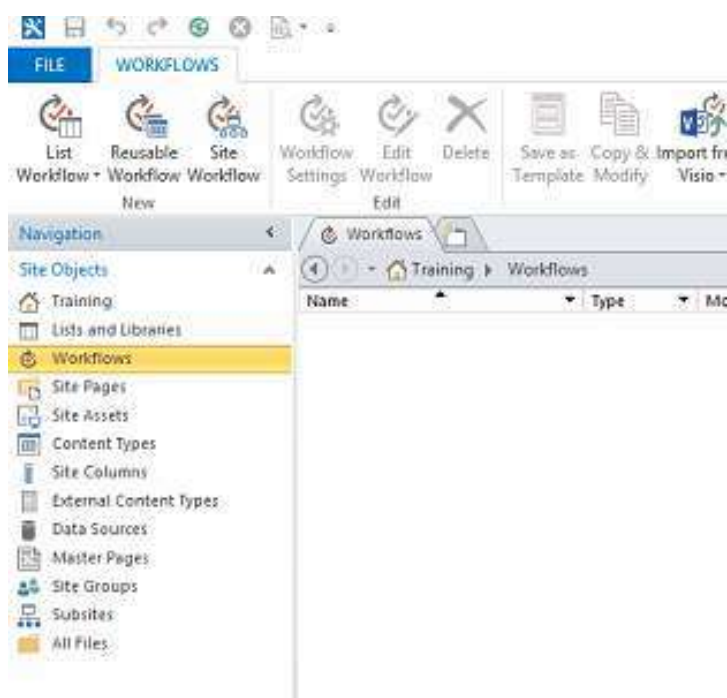 FILE
WORKFLOWS
List Workflow
Reusable Workflow
Site Workflow
Workflow Settings
Edit Workflow
Delete
Save as Template
Copy & Modify
Import fr
Visio
New
Edit
Navigation
Workflows
Site Objects
Training
Workflows
Training
Name
Type
Mo
Lists and Libraries
Workflows
Site Pages
Site Assets
Content Types
Site Columns
External Content Types
Data Sources
Master Pages
Site Groups
Subsites
All Files